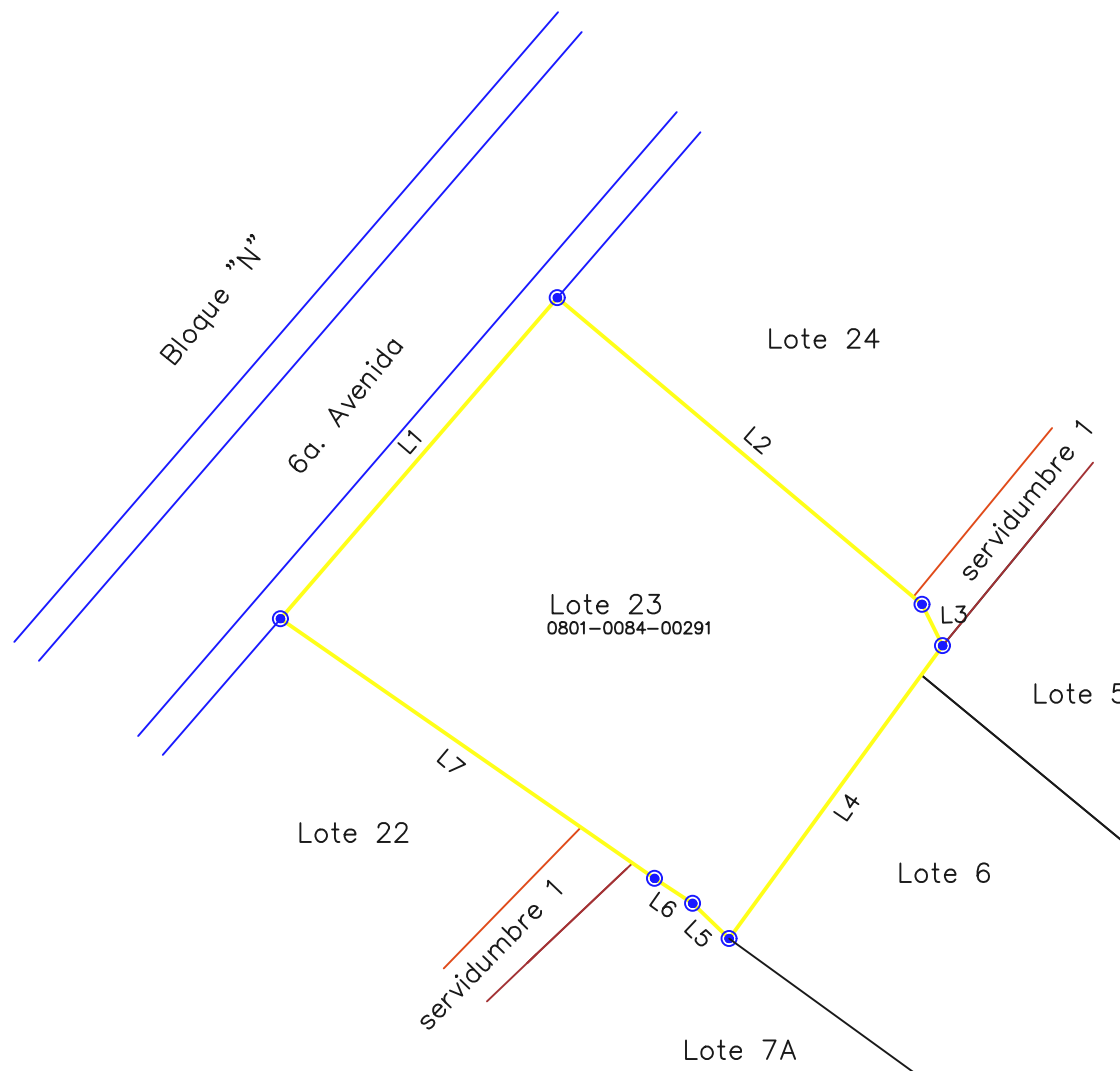 Bloque "N"
6a. Avenida
L1
Lote 24
L2
servidumbre 1
Lote 23
0801-0084-00291
L3
Lote 5
L7
L4
Lote 22
Lote 6
servidumbre 1
L6
L5
Lote 7A